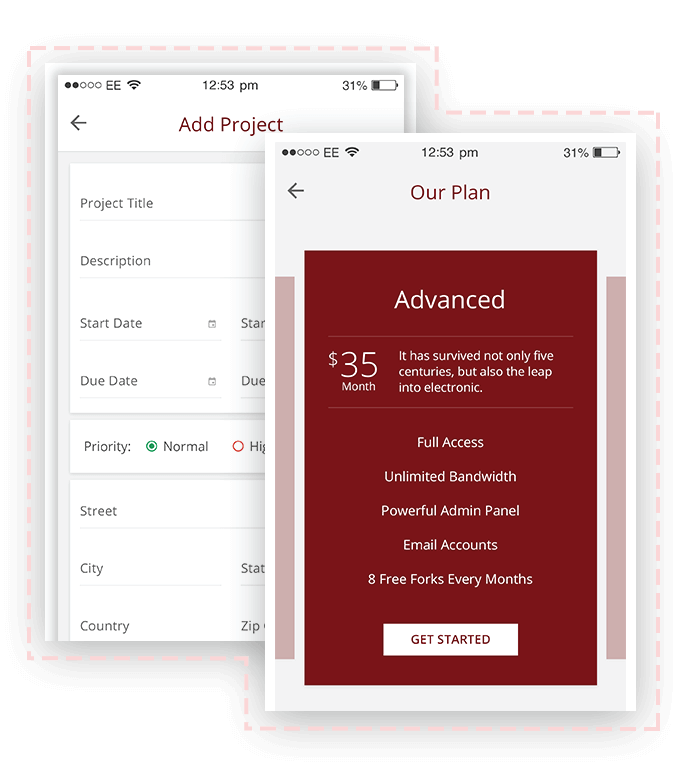 EE 12:53 pm 31%
Add Project
Project Title
Description
Start Date
Due Date Due
Priority: Normal
Street
City
Country Zip
EE 12:53 pm 31%
Our Plan
Advanced
$35
Month
It has survived not only five
centuries, but also the leap
into electronic.
Full Access
Unlimited Bandwidth
Powerful Admin Panel
Email Accounts
8 Free Forks Every Months
GET STARTED